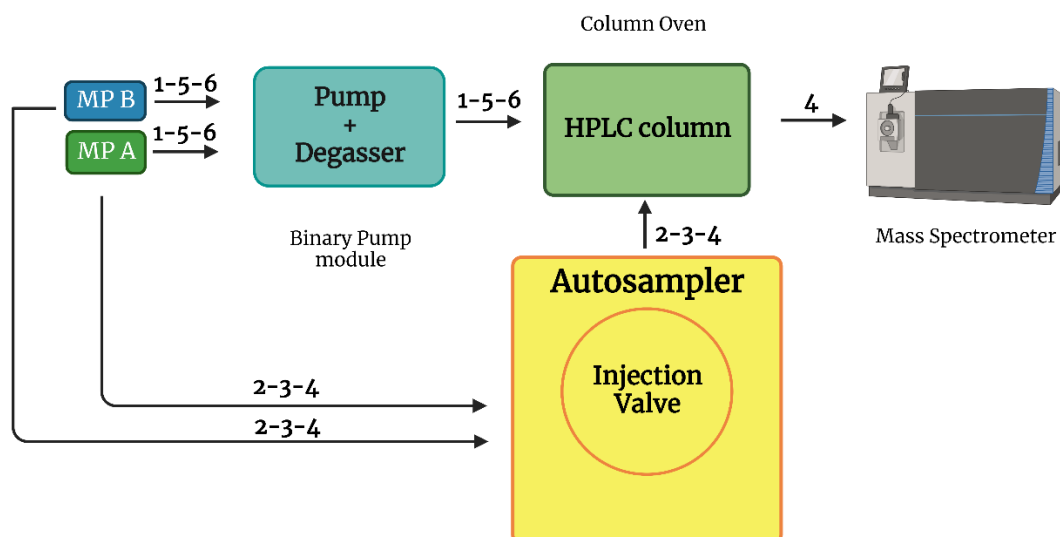 Column Oven
MP B
1-5-6
MP A
1-5-6
Pump
+
Degasser
1-5-6
HPLC column
4
Binary Pump
module
2-3-4
Mass Spectrometer
Autosampler
Injection
Valve
2-3-4
2-3-4